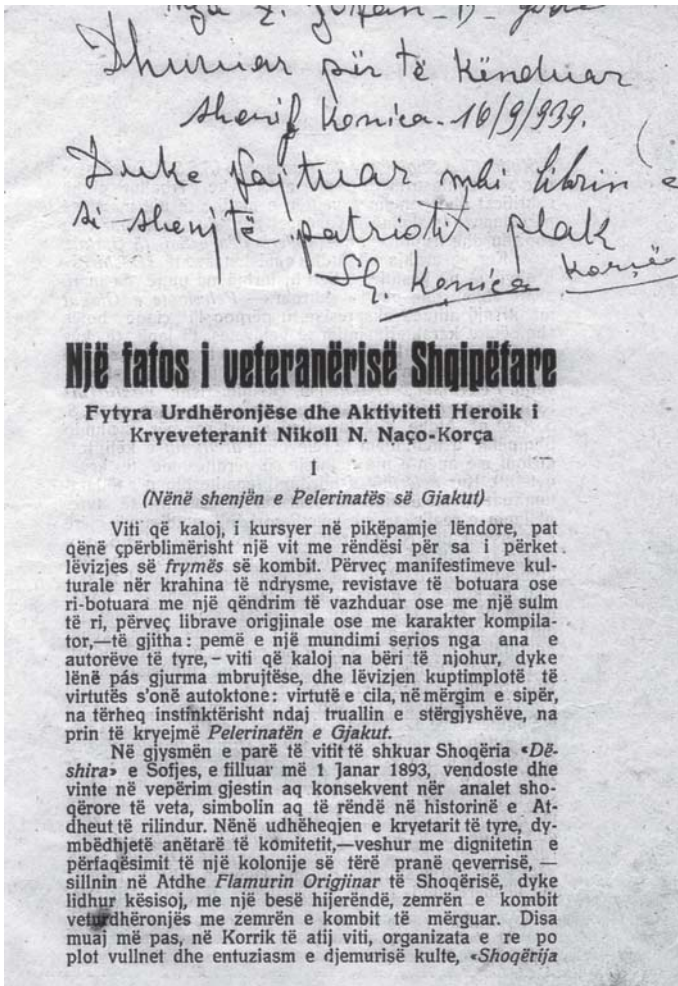 Dhuruar për të kënduar
Sherif Konica. 16/9/939.
Duke fajtuar mbi librin e
si shenjtë patriotit plak
Sh. Konica Korçë
Një fatos i veteranërisë Shqipëtare
Fytyra Urdhëronjëse dhe Aktiviteti Heroik i
Kryeveteranit Nikoll N. Naço-Korça
I
(Nënë shenjën e Pelerinatës së Gjakut)
Viti që kaloj, i kursyer në pikëpamje lëndore, pat
qënë çpërblimërisht një vit me rëndësi për sa i përket
lëvizjes së frymës së kombit. Përveç manifestimeve kul-
turale nër krahina të ndrysme, revistave të botuara ose
ri-botuara me një qëndrim të vazhduar ose me një sulm
të ri, përveç librave origjinale ose me karakter kompila-
tor,—të gjitha: pemë e një mundimi serios nga ana e
autorëve të tyre, – viti që kaloj na bëri të njohur, dyke
lënë pás gjurma mbrujtëse, dhe lëvizjen kuptimplotë të
virtutës s'onë autoktone: virtutë e cila, në mërgim e sipër,
na tërheq instinktërisht ndaj truallin e stërgjyshëve, na
prin të kryejmë Pelerinatën e Gjakut.
Në gjysmën e parë të vitit të shkuar Shoqëria «Dë-
shira» e Sofjes, e filluar më 1 Janar 1893, vendoste dhe
vinte në vepërim gjestin aq konsekvent nër analet sho-
qërore të veta, simbolin aq të rëndë në historinë e At-
dheut të rilindur. Nënë udhëheqjen e kryetarit të tyre, dy-
mbëdhjetë anëtarë të komitetit,—veshur me dignitetin e
përfaqësimit të një kolonije së tërë pranë qeverrisë, —
sillnin në Atdhe Flamurin Origjinar të Shoqërisë, dyke
lidhur kësisoj, me një besë hijerëndë, zemrën e kombit
veturdhëronjës me zemrën e kombit të mërguar. Disa
muaj më pas, në Korrik të atij viti, organizata e re po
plot vullnet dhe entuziasm e djemurisë kulte, «Shoqërija